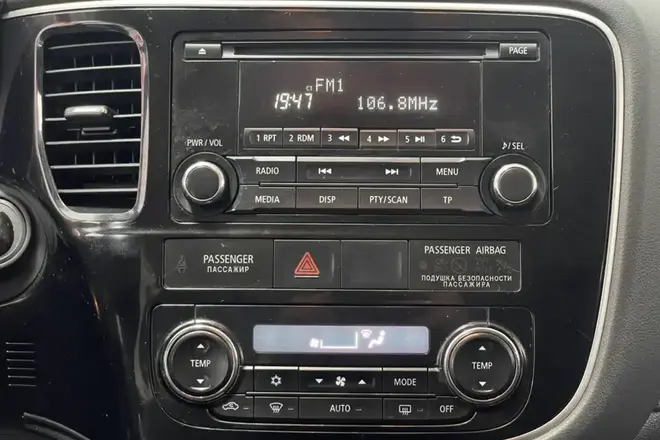 PAGE
FM1
19:47 106.8MHz
1 RPT 2 RDM 3 4 5 6
PWR / VOL
♪/ SEL
RADIO MENU
MEDIA DISP PTY/SCAN TP
PASSENGER
ПАССАЖИР
PASSENGER AIRBAG
ПОДУШКА БЕЗОПАСНОСТИ
ПАССАЖИРА
TEMP TEMP
MODE
AUTO OFF